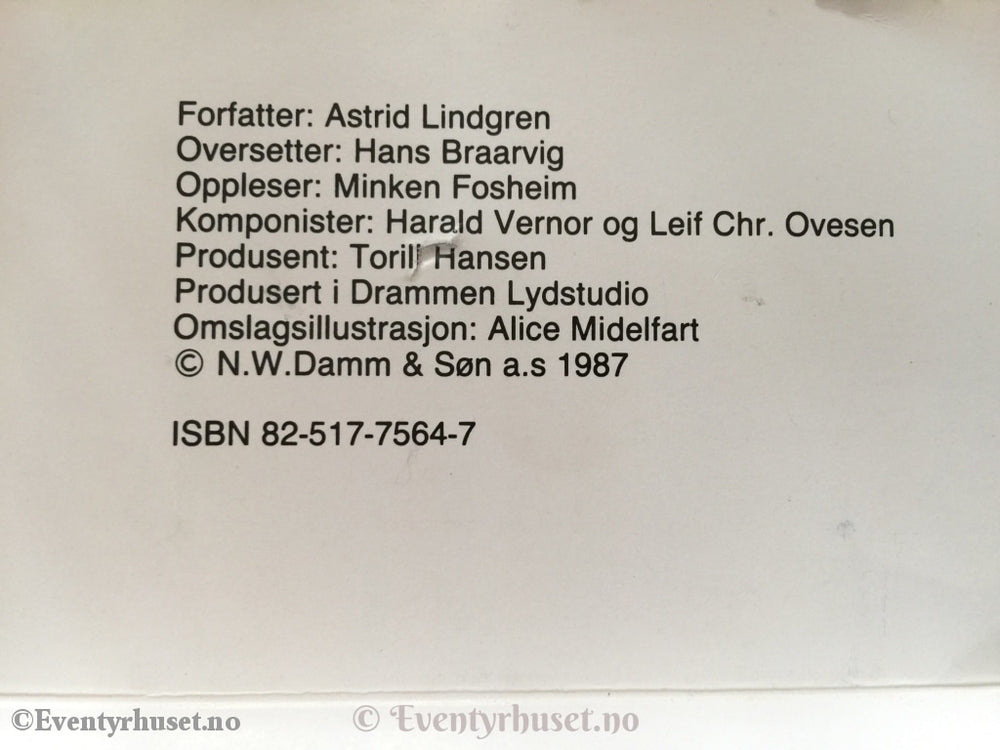 Forfatter: Astrid Lindgren
Oversetter: Hans Braarvig
Oppleser: Minken Fosheim
Komponister: Harald Vernor og Leif Chr. Ovesen
Produsent: Torill Hansen
Produsert i Drammen Lydstudio
Omslagsillustrasjon: Alice Midelfart
© N.W.Damm & Søn a.s 1987
ISBN 82-517-7564-7
©Eventyrhuset.no © Eventyrhuset.no